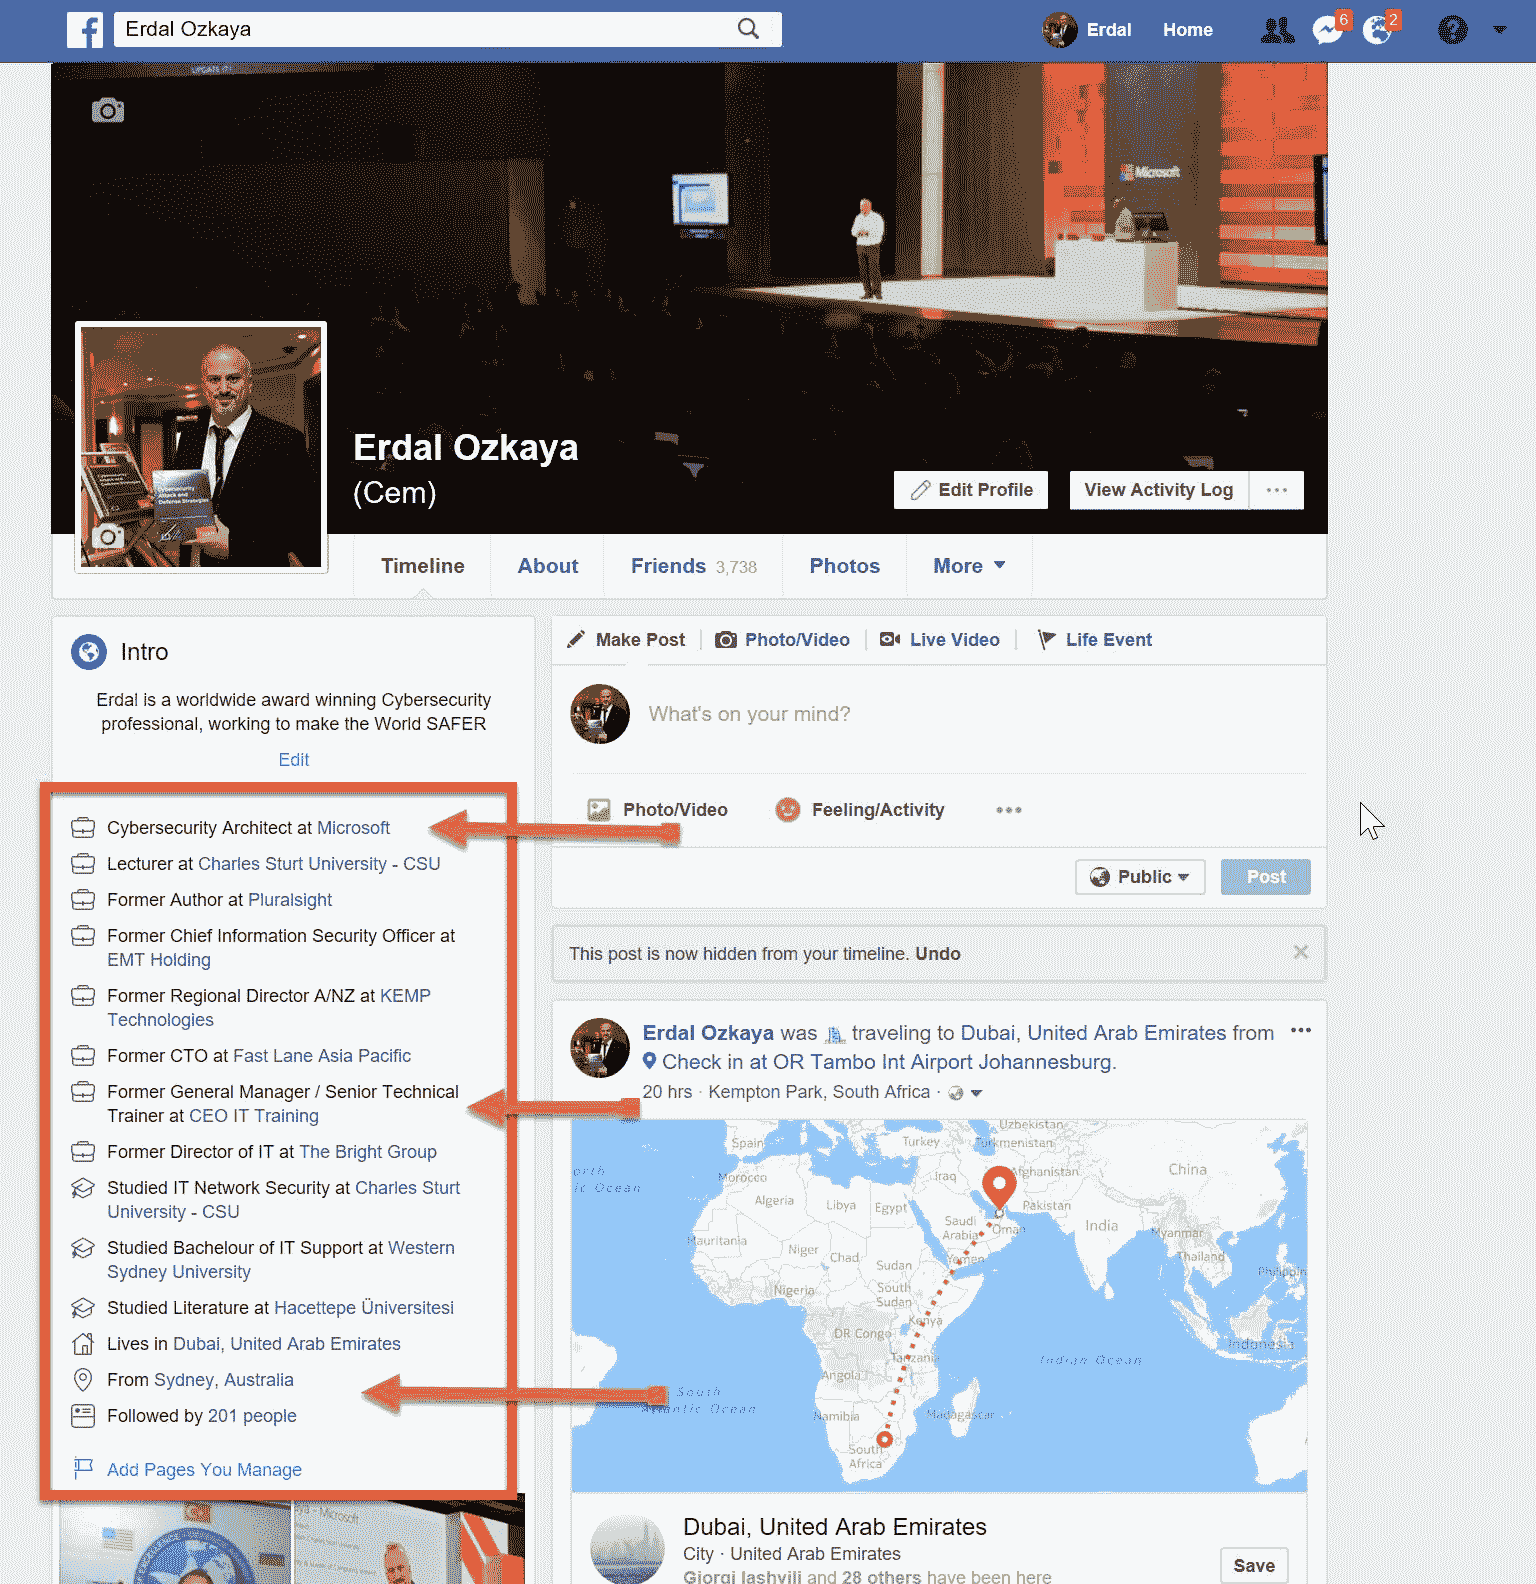 Erdal Ozkaya
Erdal
Home
6
2
UPDATE IT!
Microsoft
Cybersecurity
Attack and
Defense Strategies
Erdal Ozkaya
(Cem)
Edit Profile
View Activity Log
Timeline
About
Friends 3,738
Photos
More
Intro
Erdal is a worldwide award winning Cybersecurity
professional, working to make the World SAFER
Edit
Cybersecurity Architect at Microsoft
Lecturer at Charles Sturt University - CSU
Former Author at Pluralsight
Former Chief Information Security Officer at
EMT Holding
Former Regional Director A/NZ at KEMP
Technologies
Former CTO at Fast Lane Asia Pacific
Former General Manager / Senior Technical
Trainer at CEO IT Training
Former Director of IT at The Bright Group
Studied IT Network Security at Charles Sturt
University - CSU
Studied Bachelour of IT Support at Western
Sydney University
Studied Literature at Hacettepe Üniversitesi
Lives in Dubai, United Arab Emirates
From Sydney, Australia
Followed by 201 people
Add Pages You Manage
Make Post
Photo/Video
Live Video
Life Event
What's on your mind?
Photo/Video
Feeling/Activity
Public
Post
This post is now hidden from your timeline. Undo
Erdal Ozkaya was traveling to Dubai, United Arab Emirates from
Check in at OR Tambo Int Airport Johannesburg.
20 hrs · Kempton Park, South Africa ·
Uzbekistan
Spain
Turkey
Turkmenistan
orth
ic Ocean
Morocco
Iraq
Afghanistan
China
Algeria
Libya
Egypt
Pakistan
Saudi
Arabia
Oman
India
Myanmar
Mauritania
Niger
Chad
Sudan
Yemen
Thailand
Philippin
Nigeria
South
Sudan
Kenya
DR Congo
Tanzania
Indonesia
Indian Ocean
Angola
South
Atlantic Ocean
Namibia
Madagascar
South
Africa
Dubai, United Arab Emirates
City · United Arab Emirates
Giorgi Iashvili and 28 others have been here
Save
Microsoft